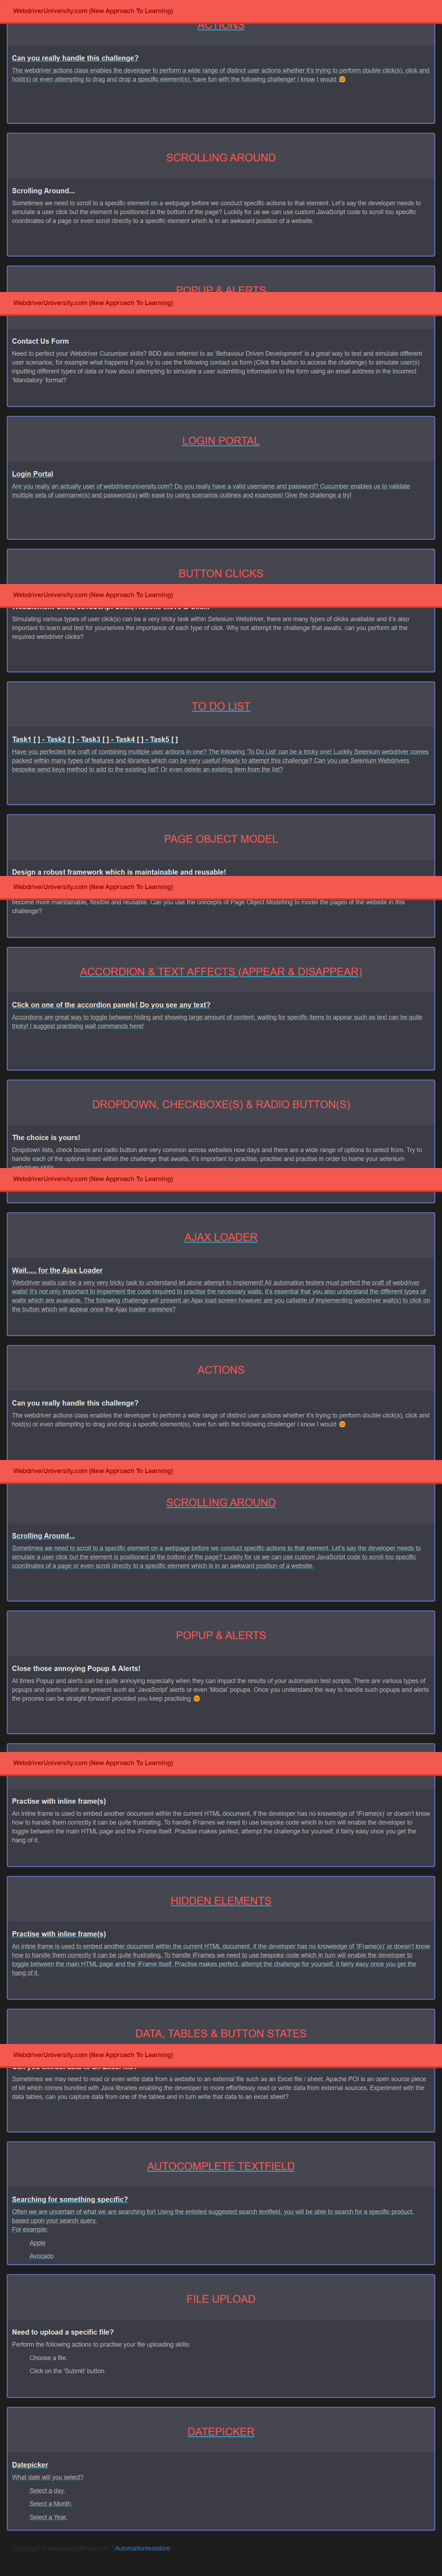 WebdriverUniversity.com (New Approach To Learning)
ACTIONS
Can you really handle this challenge?
The webdriver actions class enables the developer to perform a wide range of distinct user actions whether it's trying to perform double click(s), click and
hold(s) or even attempting to drag and drop a specific element(s), have fun with the following challenge! I know I would 😊
SCROLLING AROUND
Scrolling Around...
Sometimes we need to scroll to a specific element on a webpage before we conduct specific actions to that element. Let's say the developer needs to
simulate a user click but the element is positioned at the bottom of the page? Luckily for us we can use custom JavaScript code to scroll too specific
coordinates of a page or even scroll directly to a specific element which is in an awkward position of a website.
POPUP & ALERTS
WebdriverUniversity.com (New Approach To Learning)
Contact Us Form
Need to perfect your Webdriver Cucumber skills? BDD also referred to as 'Behaviour Driven Development' is a great way to test and simulate different
user scenarios, for example what happens if you try to use the following contact us form (Click the button to access the challenge) to simulate user(s)
inputting different types of data or how about attempting to simulate a user submitting information to the form using an email address in the incorrect
'Mandatory' format?
LOGIN PORTAL
Login Portal
Are you really an actually user of webdriveruniversity.com? Do you really have a valid username and password? Cucumber enables us to validate
multiple sets of username(s) and password(s) with ease by using scenarios outlines and examples! Give the challenge a try!
BUTTON CLICKS
WebdriverUniversity.com (New Approach To Learning)
WebElement Click, JavaScript Click, Actions Move & Click!
Simulating various types of user click(s) can be a very tricky task within Selenium Webdriver, there are many types of clicks available and it's also
important to learn and test for yourselves the importance of each type of click. Why not attempt the challenge that awaits, can you perform all the
required webdriver clicks?
TO DO LIST
Task1 [ ] - Task2 [ ] - Task3 [ ] - Task4 [ ] - Task5 [ ]
Have you perfected the craft of combining multiple user actions in one? The following 'To Do List' can be a tricky one! Luckily Selenium webdriver comes
packed within many types of features and libraries which can be very useful! Ready to attempt this challenge? Can you use Selenium Webdrivers
bespoke send keys method to add to the existing list? Or even delete an existing item from the list?
PAGE OBJECT MODEL
Design a robust framework which is maintainable and reusable!
WebdriverUniversity.com (New Approach To Learning)
become more maintainable, flexible and reusable. Can you use the concepts of Page Object Modelling to model the pages of the website in this
challenge?
ACCORDION & TEXT AFFECTS (APPEAR & DISAPPEAR)
Click on one of the accordion panels! Do you see any text?
Accordions are great way to toggle between hiding and showing large amount of content; waiting for specific items to appear such as text can be quite
tricky! I suggest practising wait commands here!
DROPDOWN, CHECKBOXE(S) & RADIO BUTTON(S)
The choice is yours!
Dropdown lists, check boxes and radio button are very common across websites now days and there are a wide range of options to select from. Try to
handle each of the options listed within the challenge that awaits, it's important to practise, practise and practise in order to home your selenium
webdriver skills.
WebdriverUniversity.com (New Approach To Learning)
AJAX LOADER
Wait..... for the Ajax Loader
Webdriver waits can be a very very tricky task to understand let alone attempt to implement! All automation testers must perfect the craft of webdriver
waits! It's not only important to implement the code required to practise the necessary waits, it's essential that you also understand the different types of
waits which are available. The following challenge will present an Ajax load screen however are you callable of implementing webdriver wait(s) to click on
the button which will appear once the Ajax loader vanishes?
ACTIONS
Can you really handle this challenge?
The webdriver actions class enables the developer to perform a wide range of distinct user actions whether it's trying to perform double click(s), click and
hold(s) or even attempting to drag and drop a specific element(s), have fun with the following challenge! I know I would 😊
WebdriverUniversity.com (New Approach To Learning)
SCROLLING AROUND
Scrolling Around...
Sometimes we need to scroll to a specific element on a webpage before we conduct specific actions to that element. Let's say the developer needs to
simulate a user click but the element is positioned at the bottom of the page? Luckily for us we can use custom JavaScript code to scroll too specific
coordinates of a page or even scroll directly to a specific element which is in an awkward position of a website.
POPUP & ALERTS
Close those annoying Popup & Alerts!
At times Popup and alerts can be quite annoying especially when they can impact the results of your automation test scripts. There are various types of
popups and alerts which are present such as 'JavaScript' alerts or even 'Modal' popups. Once you understand the way to handle such popups and alerts
the process can be straight forward! provided you keep practising 😊
WebdriverUniversity.com (New Approach To Learning)
Practise with inline frame(s)
An inline frame is used to embed another document within the current HTML document, if the developer has no knowledge of 'IFrame(s)' or doesn't know
how to handle them correctly it can be quite frustrating. To handle IFrames we need to use bespoke code which in turn will enable the developer to
toggle between the main HTML page and the IFrame itself. Practise makes perfect, attempt the challenge for yourself, it fairly easy once you get the
hang of it.
HIDDEN ELEMENTS
Practise with inline frame(s)
An inline frame is used to embed another document within the current HTML document, if the developer has no knowledge of 'IFrame(s)' or doesn't know
how to handle them correctly it can be quite frustrating. To handle IFrames we need to use bespoke code which in turn will enable the developer to
toggle between the main HTML page and the IFrame itself. Practise makes perfect, attempt the challenge for yourself, it fairly easy once you get the
hang of it.
DATA, TABLES & BUTTON STATES
WebdriverUniversity.com (New Approach To Learning)
Sometimes we may need to read or even write data from a website to an external file such as an Excel file / sheet. Apache POI is an open source piece
of kit which comes bundled with Java libraries enabling the developer to more effortlessly read or write data from external sources. Experiment with the
data tables, can you capture data from one of the tables and in turn write that data to an excel sheet?
AUTOCOMPLETE TEXTFIELD
Searching for something specific?
Often we are uncertain of what we are searching for! Using the enlisted suggested search textfield, you will be able to search for a specific product,
based upon your search query.
For example:
Apple
Avocado
FILE UPLOAD
Need to upload a specific file?
Perform the following actions to practise your file uploading skills:
Choose a file.
Click on the 'Submit' button.
DATEPICKER
Datepicker
What date will you select?
Select a day.
Select a Month.
Select a Year.
Automationteststore